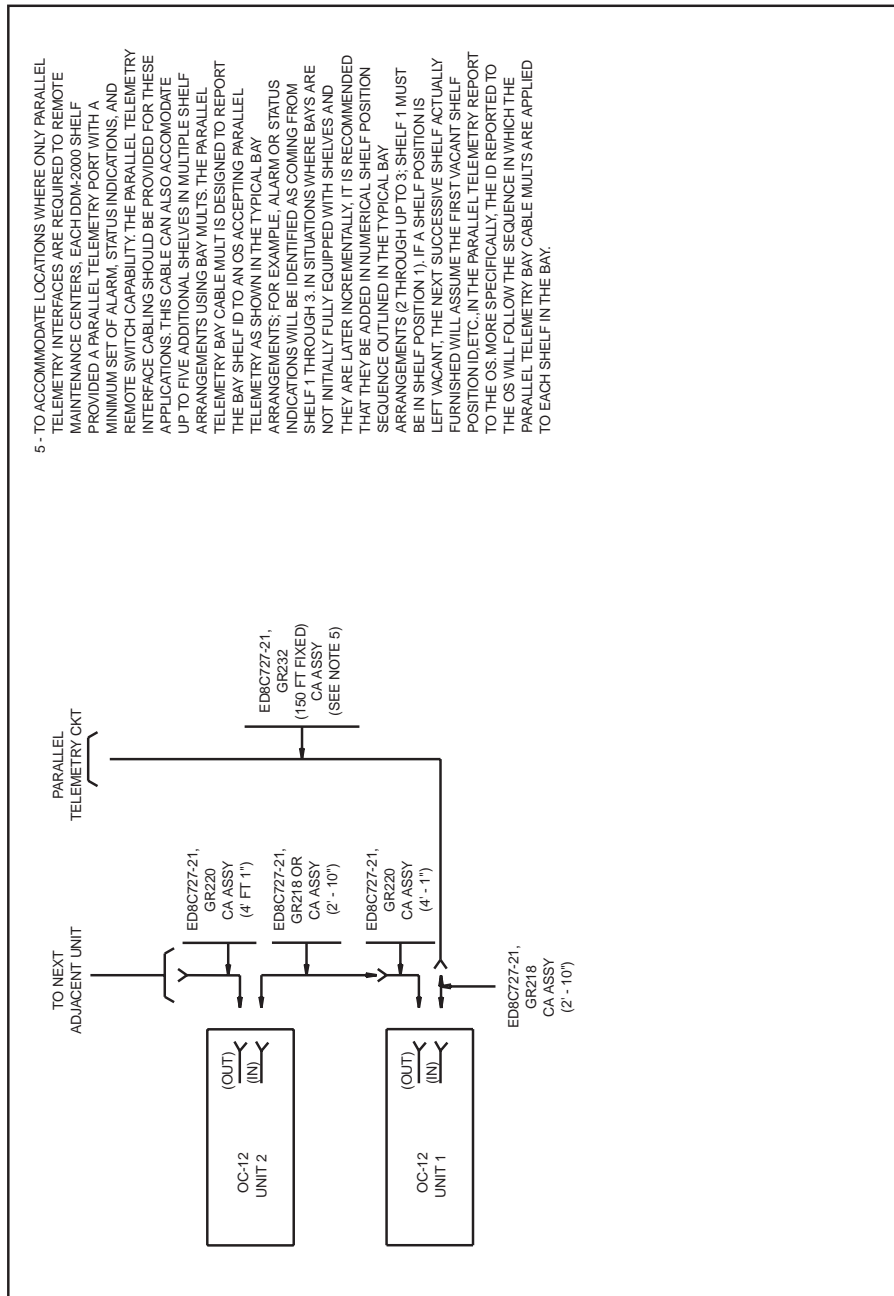 5 - TO ACCOMMODATE LOCATIONS WHERE ONLY PARALLEL
TELEMETRY INTERFACES ARE REQUIRED TO REMOTE
MAINTENANCE CENTERS, EACH DDM-2000 SHELF
PROVIDED A PARALLEL TELEMETRY PORT WITH A
MINIMUM SET OF ALARM, STATUS INDICATIONS, AND
REMOTE SWITCH CAPABILITY. THE PARALLEL TELEMETRY
INTERFACE CABLING SHOULD BE PROVIDED FOR THESE
APPLICATIONS. THIS CABLE CAN ALSO ACCOMODATE
UP TO FIVE ADDITIONAL SHELVES IN MULTIPLE SHELF
ARRANGEMENTS USING BAY MULTS. THE PARALLEL
TELEMETRY BAY CABLE MULT IS DESIGNED TO REPORT
THE BAY SHELF ID TO AN OS ACCEPTING PARALLEL
TELEMETRY AS SHOWN IN THE TYPICAL BAY
ARRANGEMENTS; FOR EXAMPLE, ALARM OR STATUS
INDICATIONS WILL BE IDENTIFIED AS COMING FROM
SHELF 1 THROUGH 3. IN SITUATIONS WHERE BAYS ARE
NOT INITIALLY FULLY EQUIPPED WITH SHELVES AND
THEY ARE LATER INCREMENTALLY, IT IS RECOMMENDED
THAT THEY BE ADDED IN NUMERICAL SHELF POSITION
SEQUENCE OUTLINED IN THE TYPICAL BAY
ARRANGEMENTS (2 THROUGH UP TO 3; SHELF 1 MUST
BE IN SHELF POSITION 1). IF A SHELF POSITION IS
LEFT VACANT, THE NEXT SUCCESSIVE SHELF ACTUALLY
FURNISHED WILL ASSUME THE FIRST VACANT SHELF
POSITION ID,ETC.,IN THE PARALLEL TELEMETRY REPORT
TO THE OS. MORE SPECIFICALLY, THE ID REPORTED TO
THE OS WILL FOLLOW THE SEQUENCE IN WHICH THE
PARALLEL TELEMETRY BAY CABLE MULTS ARE APPLIED
TO EACH SHELF IN THE BAY.
PARALLEL
TELEMETRY CKT
ED8C727-21,
GR232
(150 FT FIXED)
CA ASSY
(SEE NOTE 5)
TO NEXT
ADJACENT UNIT
ED8C727-21,
GR220
CA ASSY
(4' FT 1")
ED8C727-21,
GR218 OR
CA ASSY
(2' - 10")
ED8C727-21,
GR220
CA ASSY
(4' - 1")
ED8C727-21,
GR218
CA ASSY
(2' - 10")
(OUT)
(IN)
OC-12
UNIT 2
(OUT)
(IN)
OC-12
UNIT 1